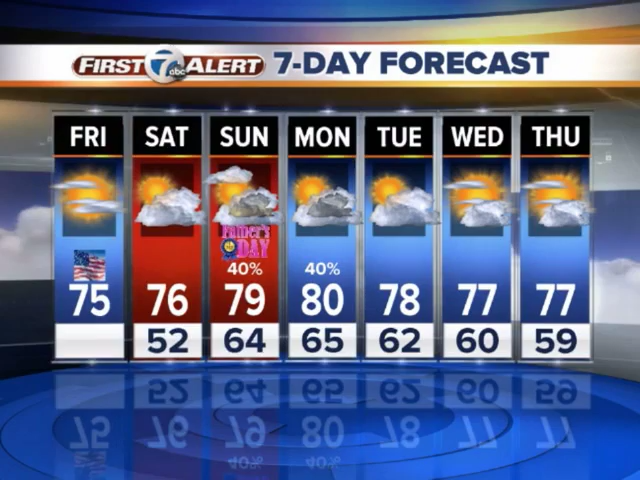 FIRST 7 abc ALERT 7-DAY FORECAST
FRI SAT SUN MON TUE WED THU
Father's
DAY
40% 40%
75 76 79 80 78 77 77
52 64 65 62 60 59